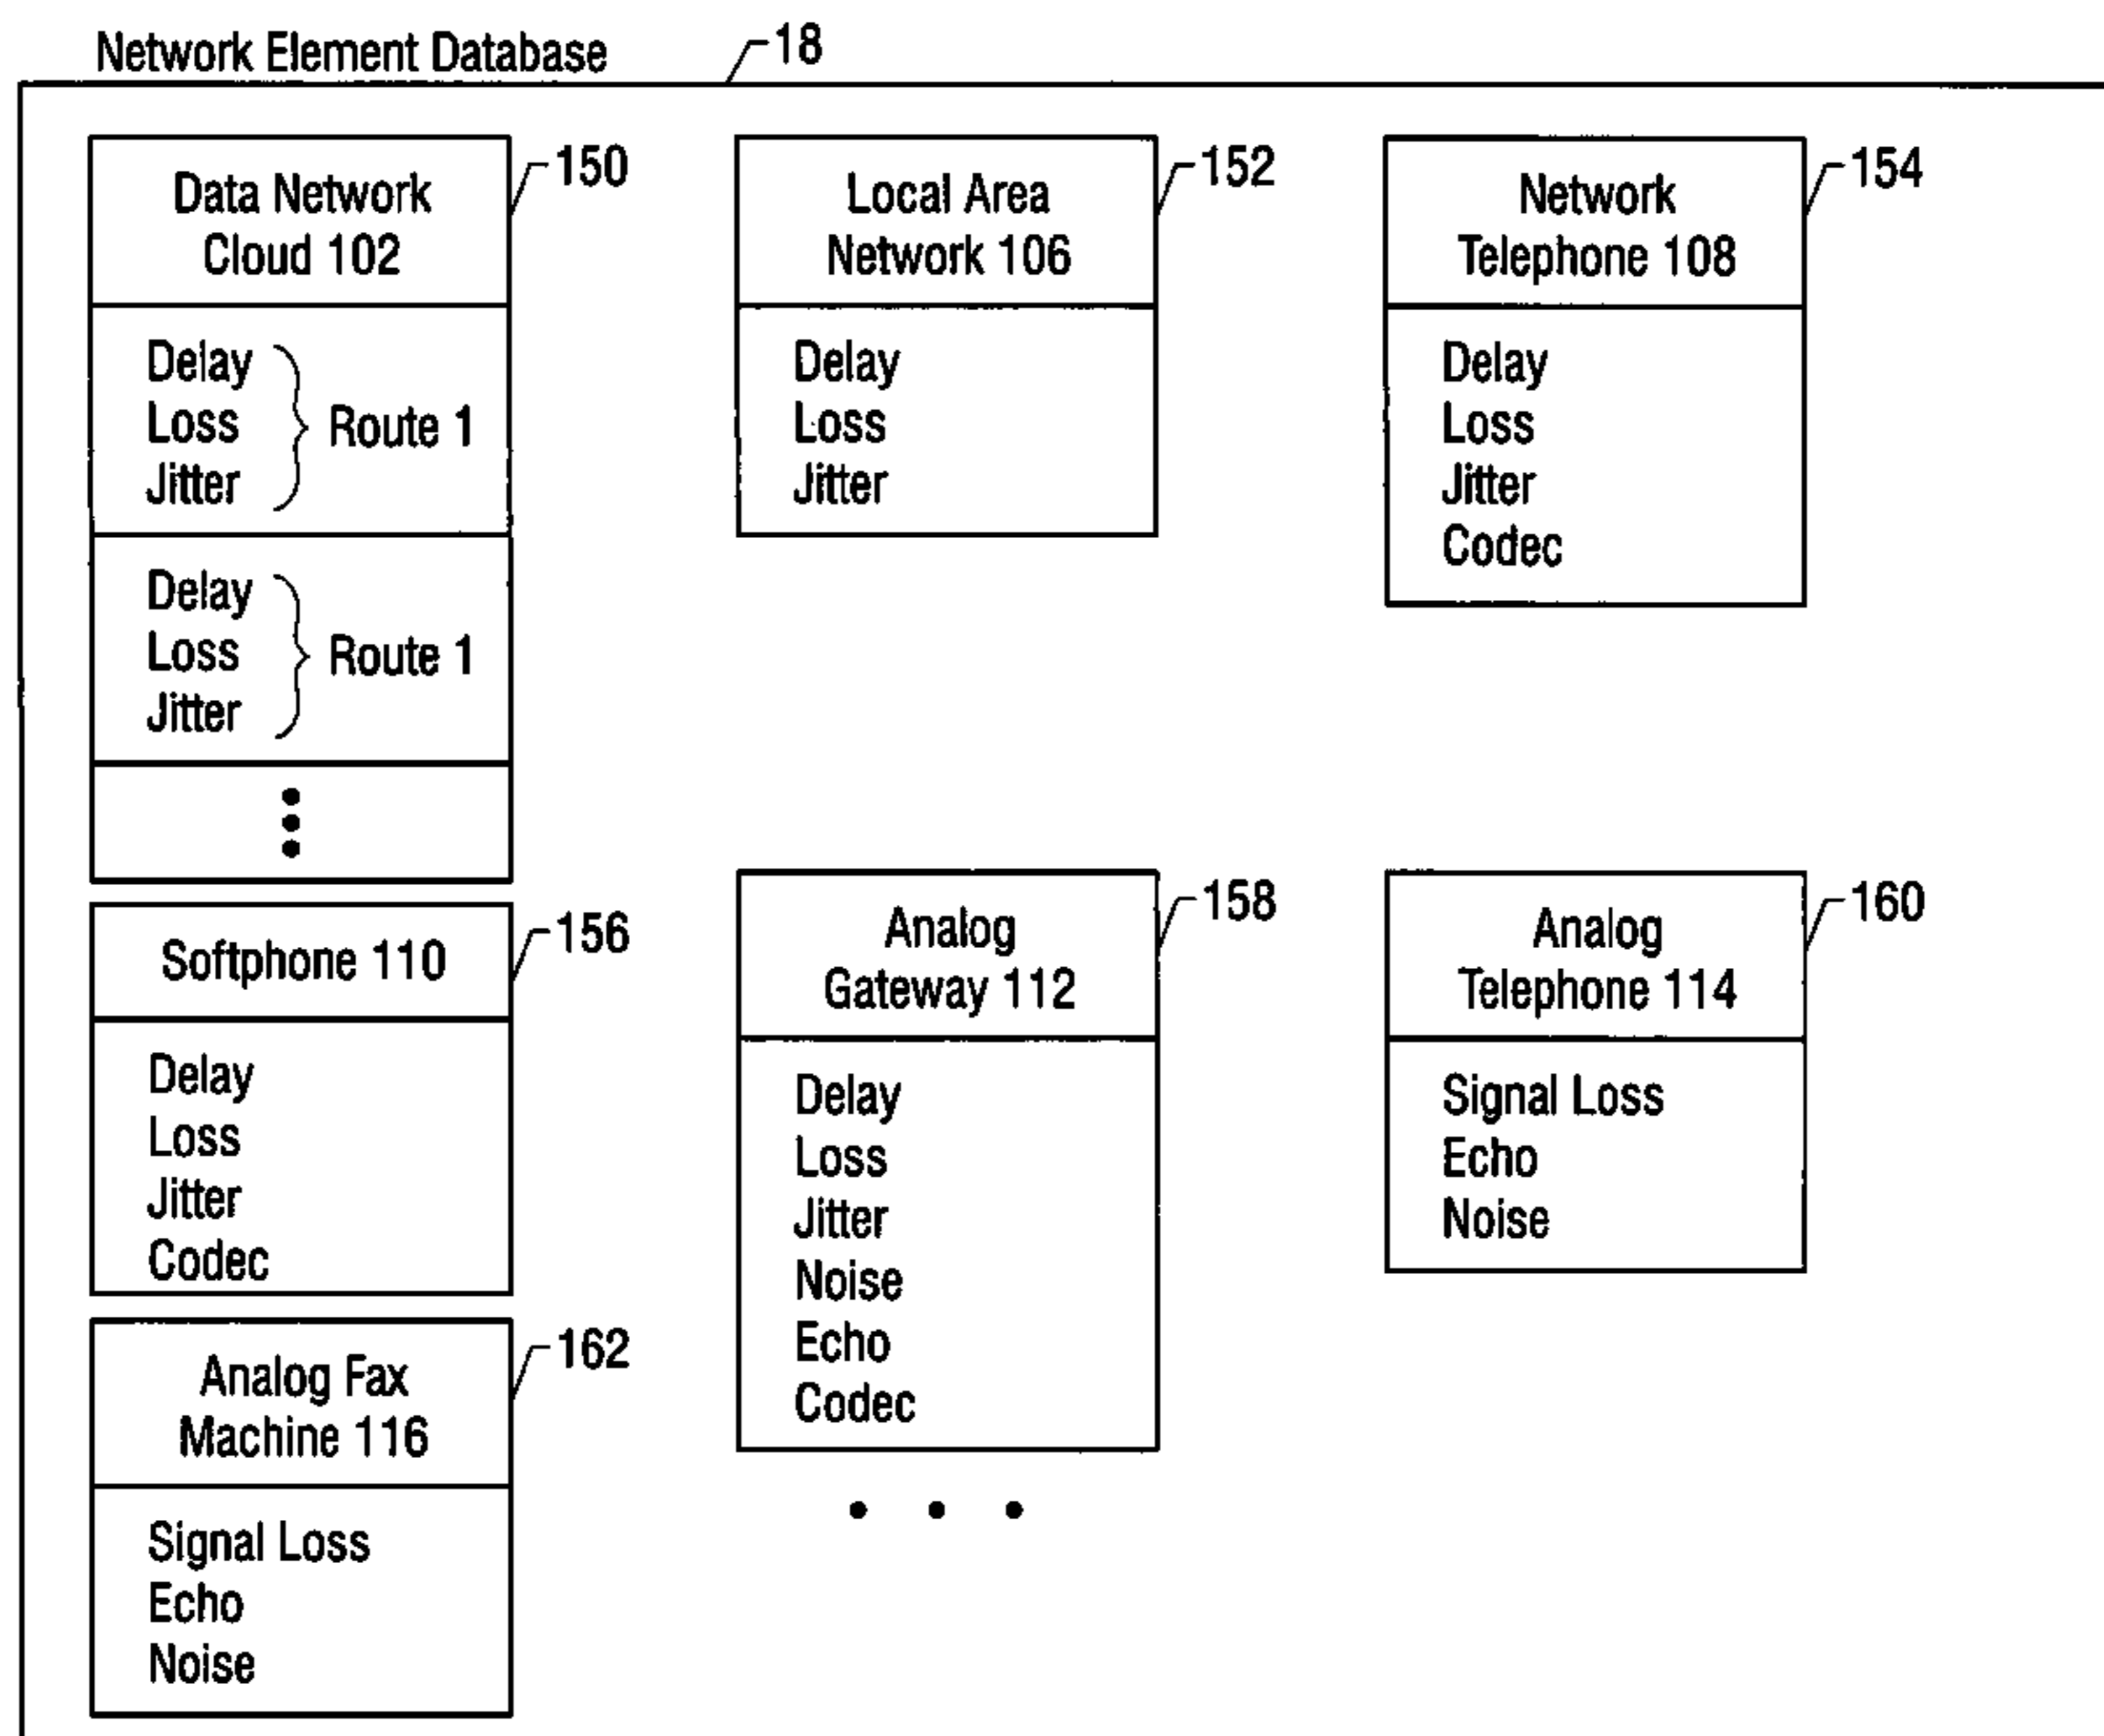 Network Element Database
18
Data Network
Cloud 102
150
Delay
Loss
Jitter
Route 1
Delay
Loss
Jitter
Route 1
Local Area
Network 106
152
Delay
Loss
Jitter
Network
Telephone 108
154
Delay
Loss
Jitter
Codec
Softphone 110
156
Delay
Loss
Jitter
Codec
Analog
Gateway 112
158
Delay
Loss
Jitter
Noise
Echo
Codec
Analog
Telephone 114
160
Signal Loss
Echo
Noise
Analog Fax
Machine 116
162
Signal Loss
Echo
Noise